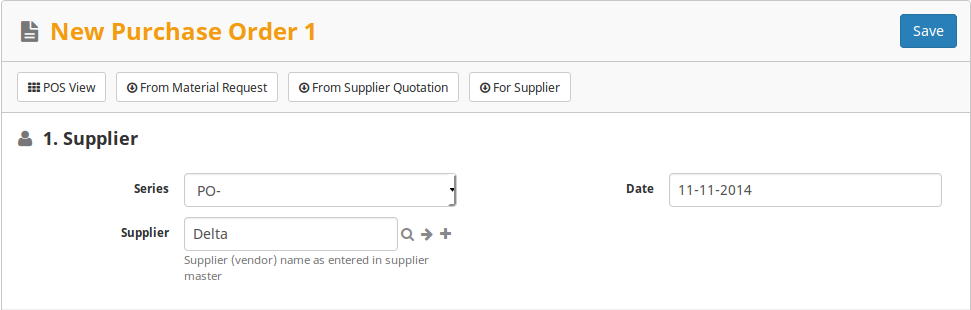 New Purchase Order 1
Save
POS View
From Material Request
From Supplier Quotation
For Supplier
1. Supplier
Series
PO-
Date
11-11-2014
Supplier
Delta
Supplier (vendor) name as entered in supplier
master